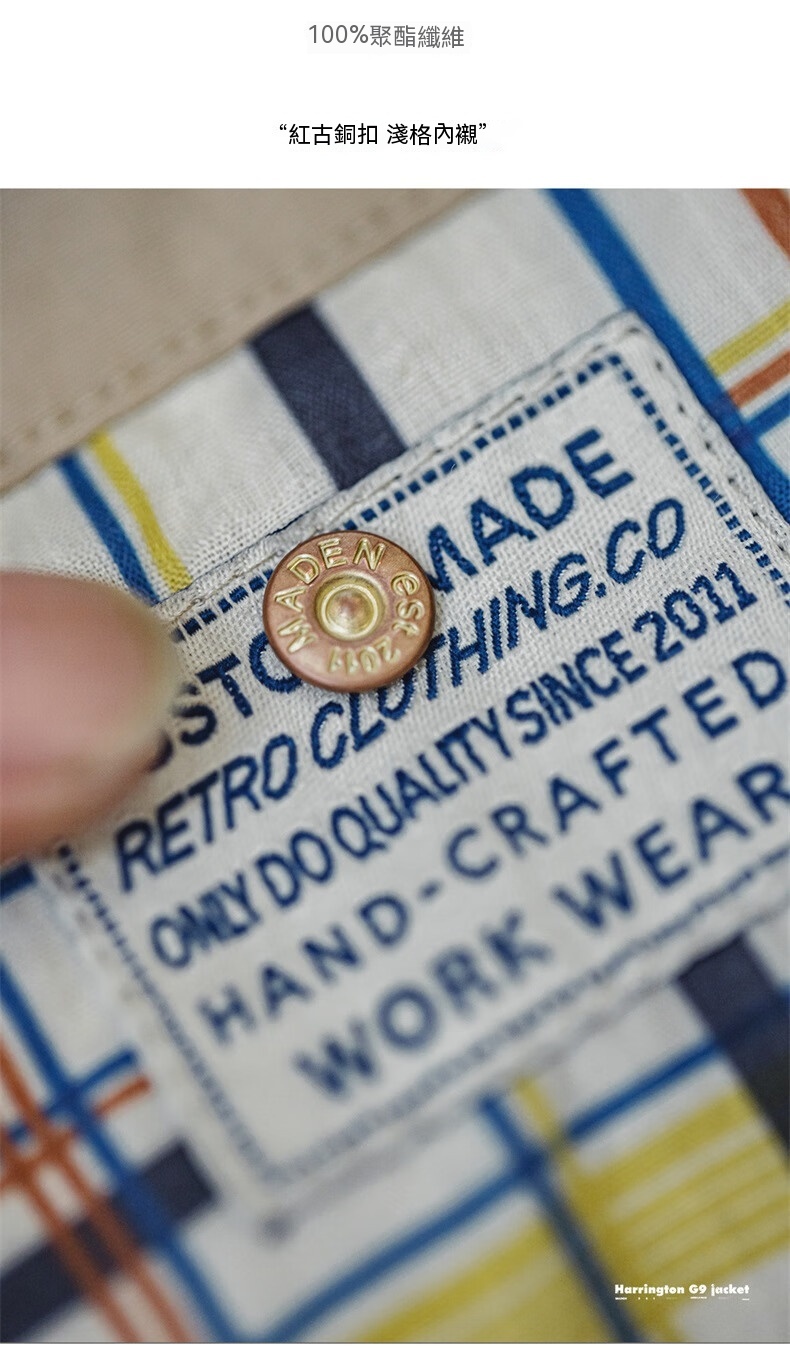 100%聚酯纖維
“紅古銅扣 淺格內襯”
MADE
MADEN est 2011
RETRO CLOTHING.CO
ONLY DO QUALITY SINCE 2011
HAND-CRAFTED
WORK WEAR
Harrington G9 jacket